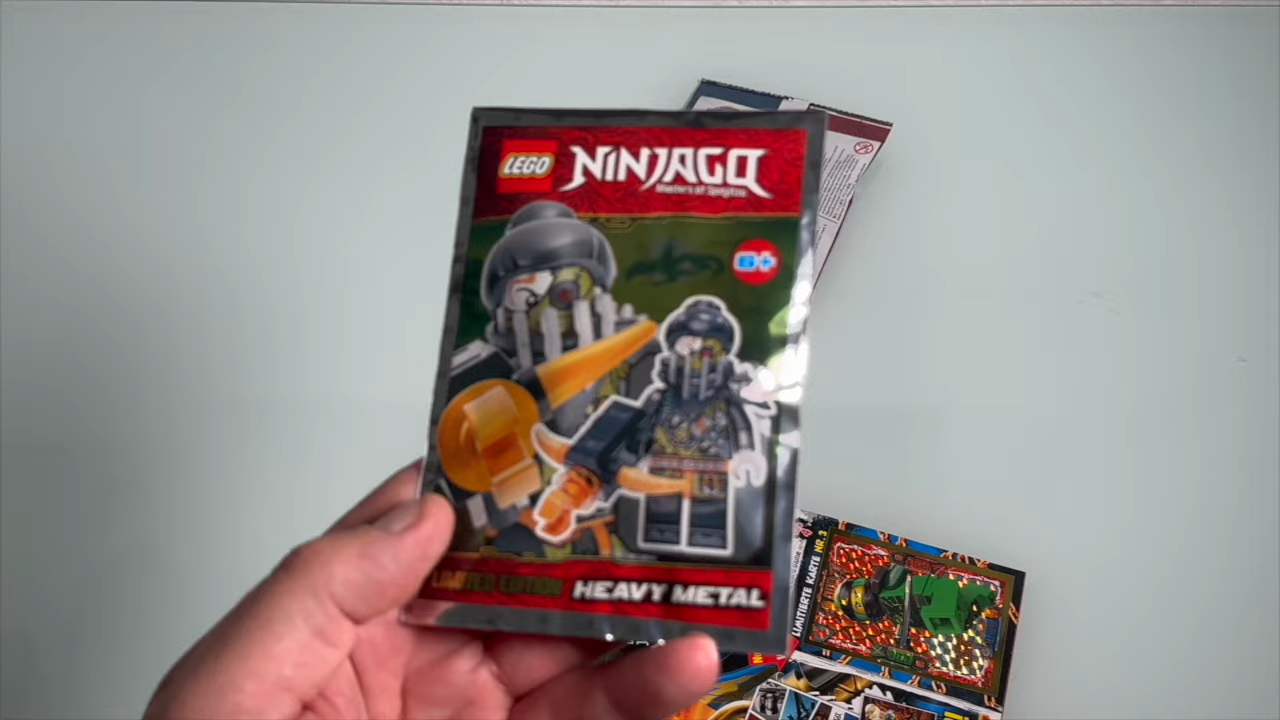 LEGO
NINJAGO
Masters of Spinjitzu
6+
LIMITED EDITION HEAVY METAL
LIMITIERTE KARTE NR.3